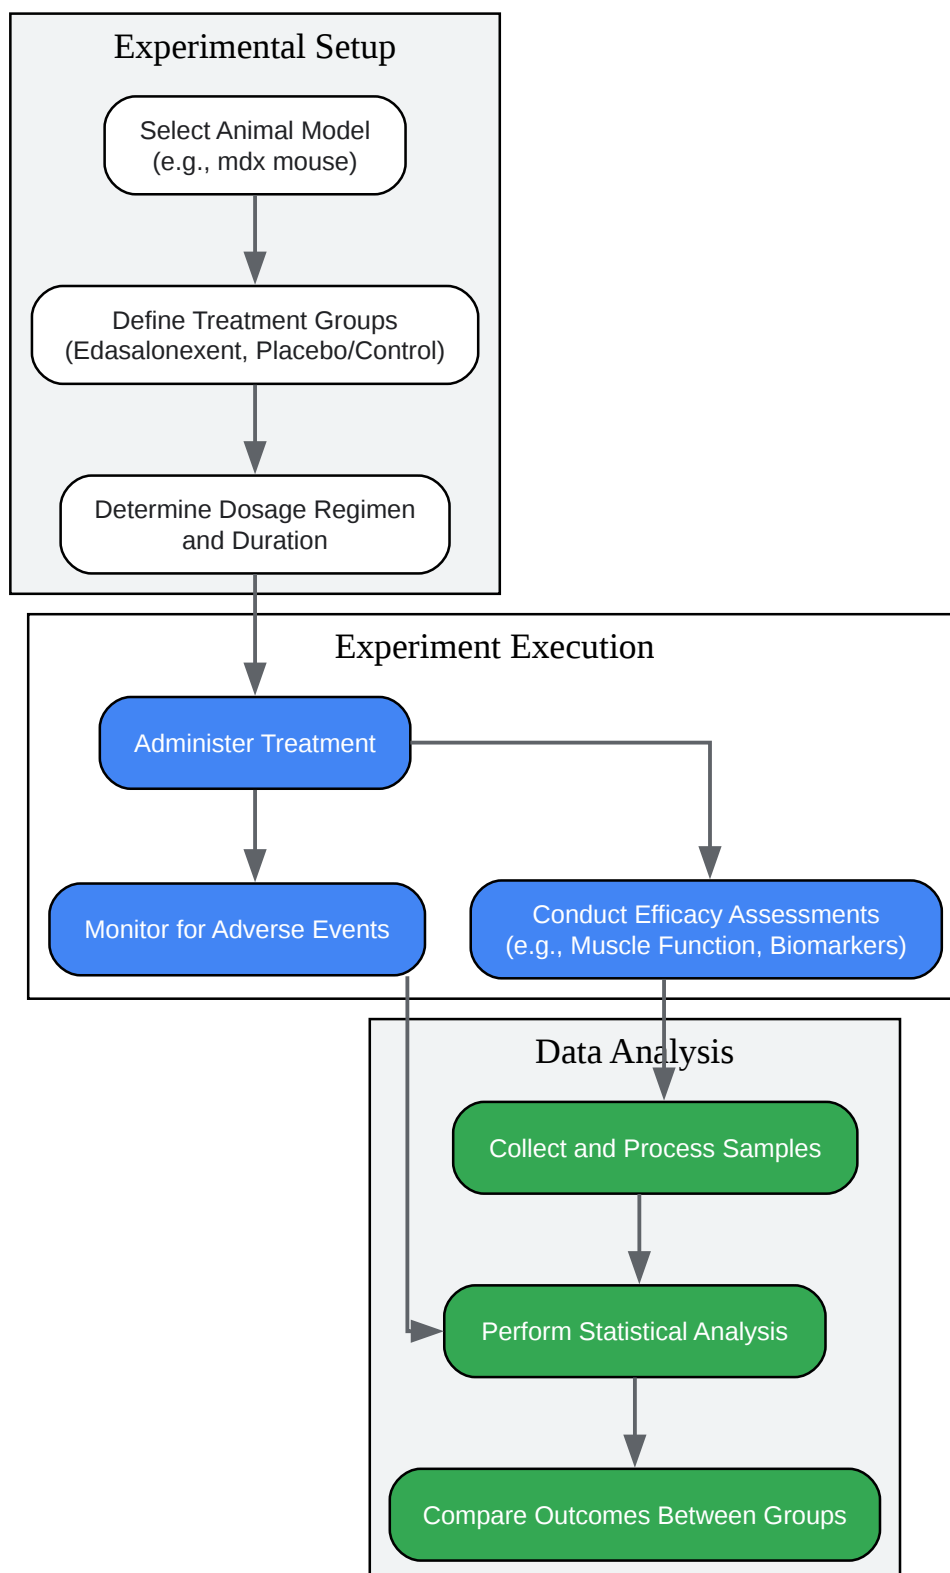 Experimental Setup
Select Animal Model
(e.g., mdx mouse)
Define Treatment Groups
(Edasalonexent, Placebo/Control)
Determine Dosage Regimen
and Duration
Experiment Execution
Administer Treatment
Monitor for Adverse Events
Conduct Efficacy Assessments
(e.g., Muscle Function, Biomarkers)
Data Analysis
Collect and Process Samples
Perform Statistical Analysis
Compare Outcomes Between Groups